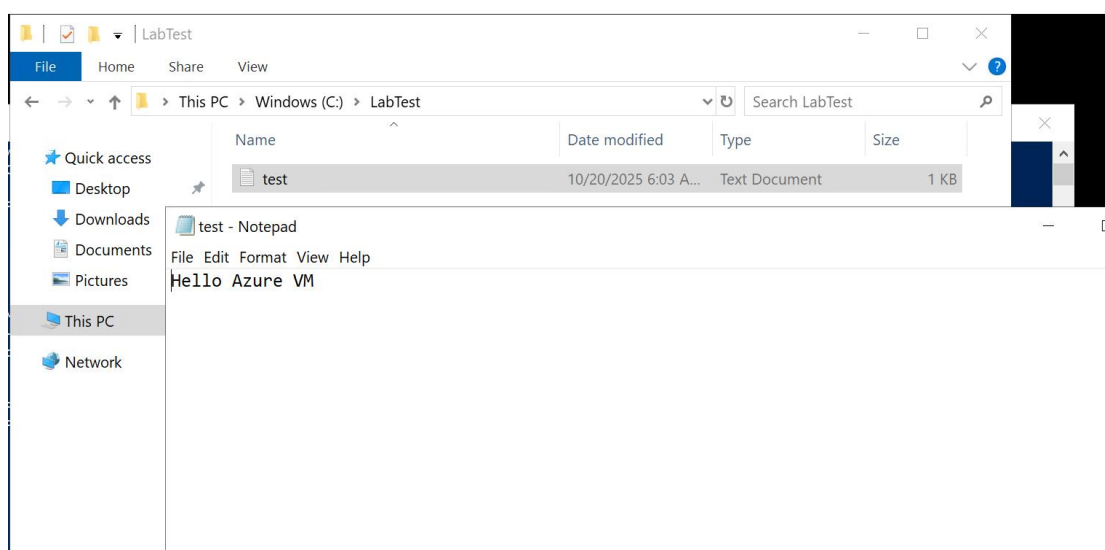 LabTest
File Home Share View
This PC > Windows (C:) > LabTest
Search LabTest
Name Date modified Type Size
Quick access
test 10/20/2025 6:03 A... Text Document 1 KB
Desktop
Downloads
Documents
Pictures
This PC
Network
test - Notepad
File Edit Format View Help
Hello Azure VM